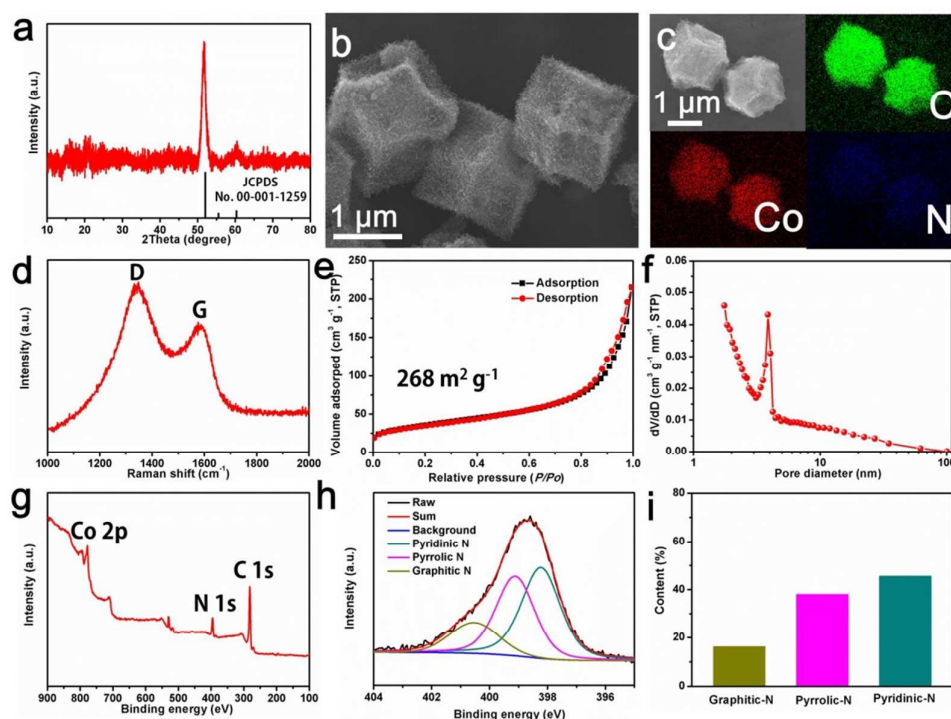 a
Intensity (a.u.)
JCPDS
No. 00-001-1259
10 20 30 40 50 60 70 80
2Theta (degree)
b
1 µm
c
1 µm
C
Co
N
d
D
G
Intensity (a.u.)
1000 1200 1400 1600 1800 2000
Raman shift (cm⁻¹)
e
Volume adsorbed (cm³ g⁻¹, STP)
250
200
150
100
50
0
Adsorption
Desorption
268 m² g⁻¹
0.0 0.2 0.4 0.6 0.8 1.0
Relative pressure (P/Po)
f
dV/dD (cm³ g⁻¹ nm⁻¹, STP)
0.06
0.05
0.04
0.03
0.02
0.01
0.00
1 10 100
Pore diameter (nm)
g
Co 2p
N 1s
C 1s
Intensity (a.u.)
900 800 700 600 500 400 300 200 100
Binding energy (eV)
h
Raw
Sum
Background
Pyridinic N
Pyrrolic N
Graphitic N
Intensity (a.u.)
404 402 400 398 396
Binding energy (eV)
i
Content (%)
80
60
40
20
0
Graphitic-N Pyrrolic-N Pyridinic-N